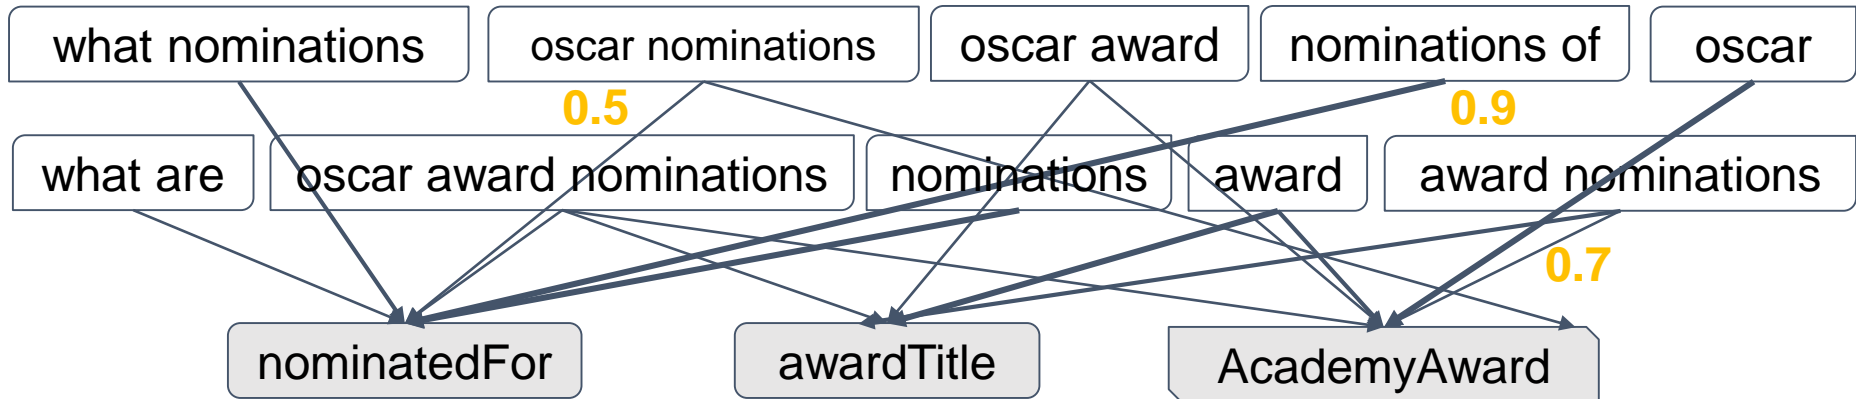 what nominations
oscar nominations
oscar award
nominations of
oscar
0.5
0.9
what are
oscar award nominations
nominations
award
award nominations
0.7
nominatedFor
awardTitle
AcademyAward